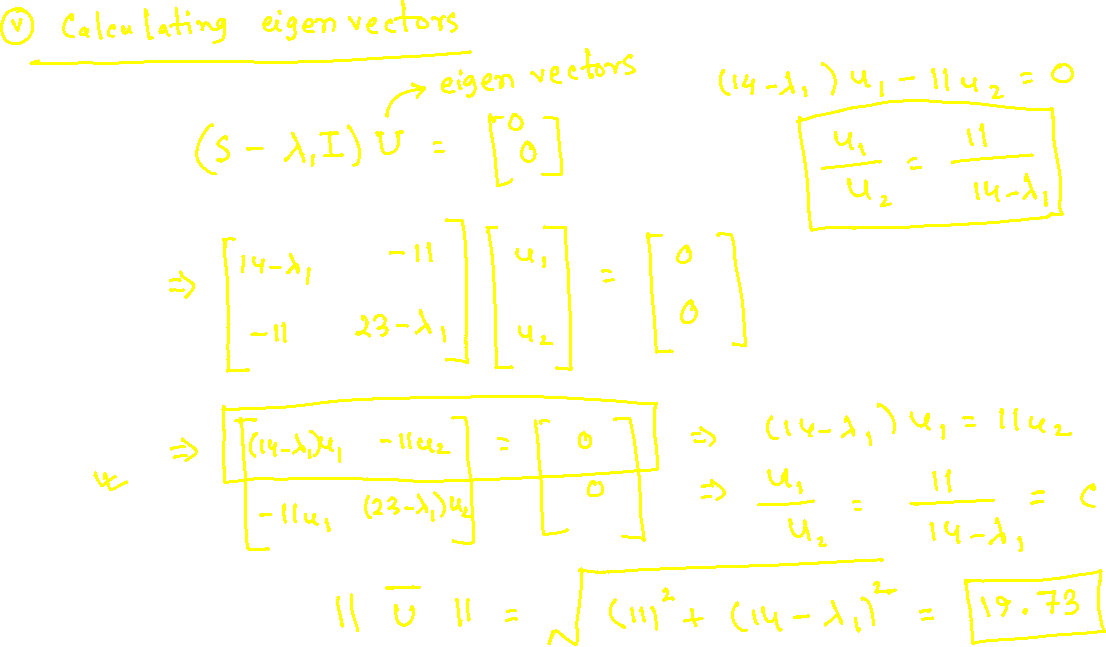 (v) Calculating eigen vectors
→ eigen vectors
(S - λ₁I) U = [0 0]
(14-λ₁) u₁ - 11u₂ = 0
u₁/u₂ = 11/(14-λ₁)
⇒ [14-λ₁ -11
-11 23-λ₁] [u₁
u₂] = [0
0]
⇒ [(14-λ₁)u₁ -11u₂
-11u₁ (23-λ₁)u₂] = [0
0]
⇒ (14-λ₁) u₁ = 11u₂
⇒ u₁/u₂ = 11/(14-λ₁) = C
|| U̅ || = √((11)² + (14-λ₁)²) = 19.73